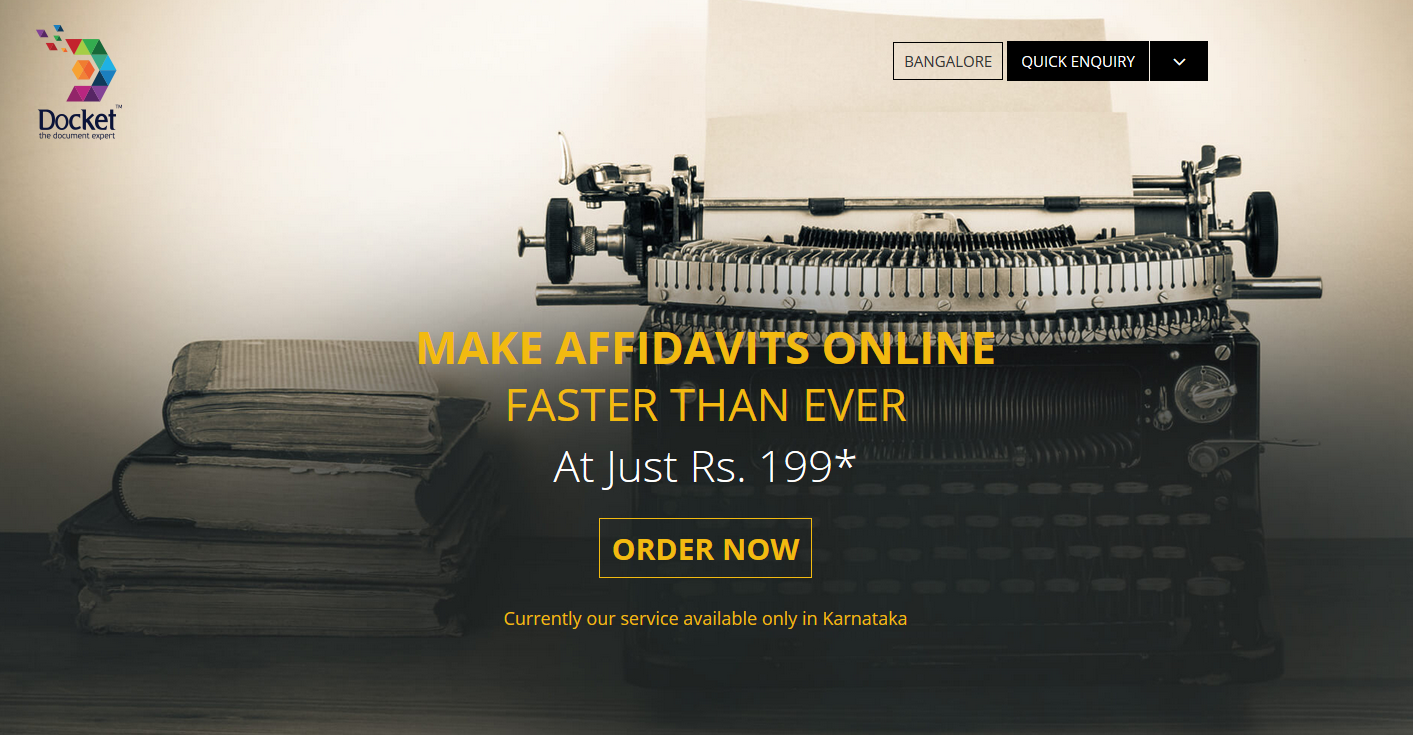 Docket™
the document expert
BANGALORE
QUICK ENQUIRY
MAKE AFFIDAVITS ONLINE
FASTER THAN EVER
At Just Rs. 199*
ORDER NOW
Currently our service available only in Karnataka